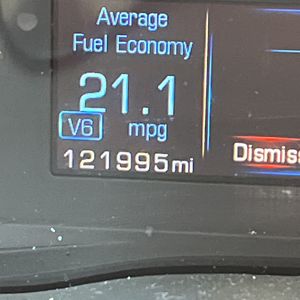 Average
Fuel Economy
21.1
V6 mpg
121995mi
Dismiss